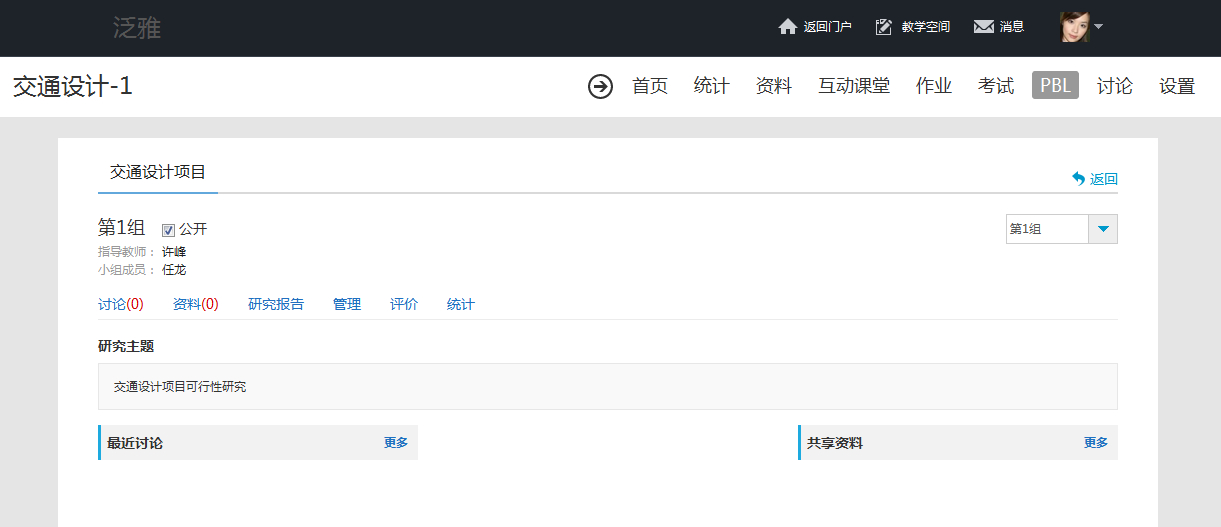 泛雅 返回门户 教学空间 消息
交通设计-1 首页 统计 资料 互动课堂 作业 考试 PBL 讨论 设置
交通设计项目
返回
第1组 公开 第1组
指导教师： 许峰
小组成员： 任龙
讨论(0) 资料(0) 研究报告 管理 评价 统计
研究主题
交通设计项目可行性研究
最近讨论 更多 共享资料 更多